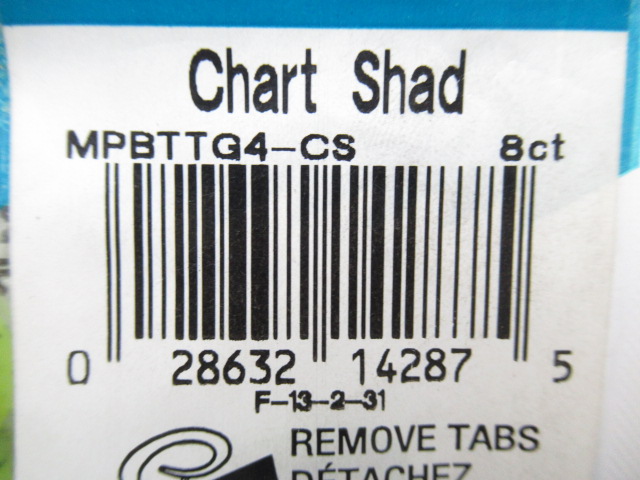 Chart Shad
MPBTTG4-CS 8ct
0 28632 14287 5
F-13-2-31
REMOVE TABS
DÉTACHEZ